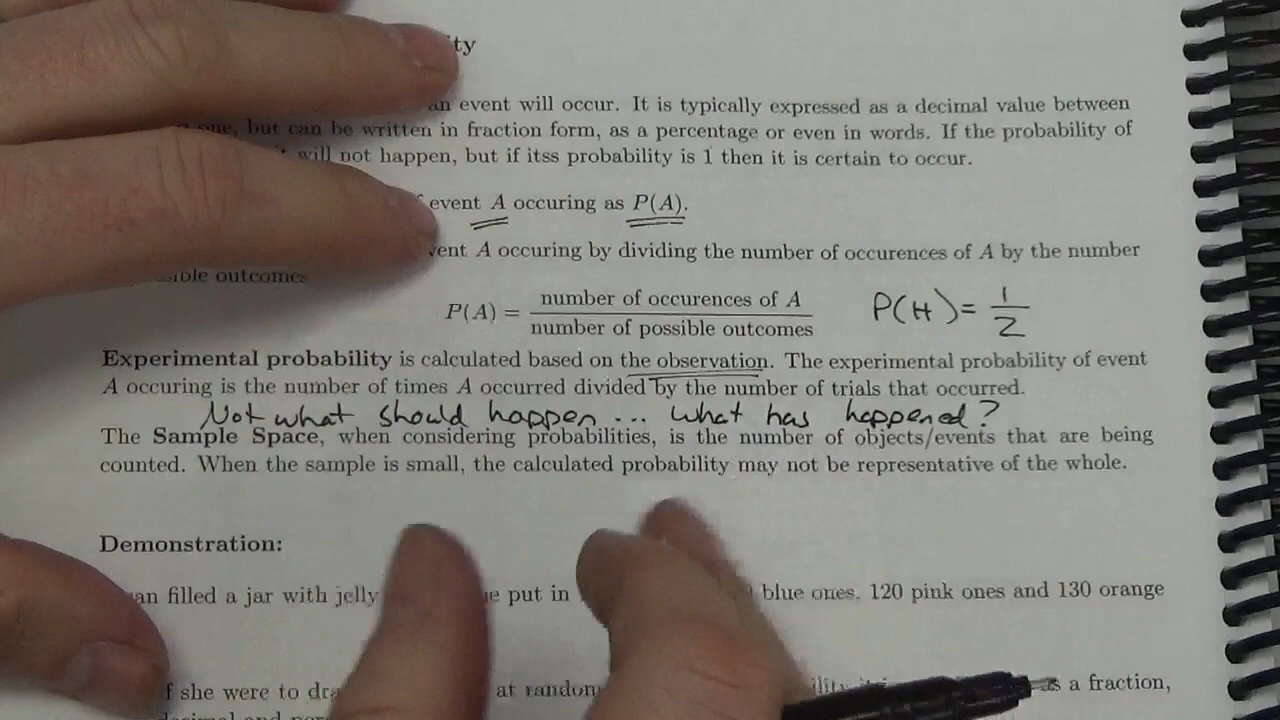 ty
an event will occur. It is typically expressed as a decimal value between
one, but can be written in fraction form, as a percentage or even in words. If the probability of
will not happen, but if itss probability is 1 then it is certain to occur.
event A occuring as P(A).
A occuring by dividing the number of occurences of A by the number
outcomes
P(A) = number of occurences of A / number of possible outcomes P(H) = 1/2
Experimental probability is calculated based on the observation. The experimental probability of event
A occuring is the number of times A occurred divided by the number of trials that occurred.
Not what should happen ... what has happened?
The Sample Space, when considering probabilities, is the number of objects/events that are being
counted. When the sample is small, the calculated probability may not be representative of the whole.
Demonstration:
an filled a jar with jelly put in blue ones. 120 pink ones and 130 orange
f she were to at random as a fraction,